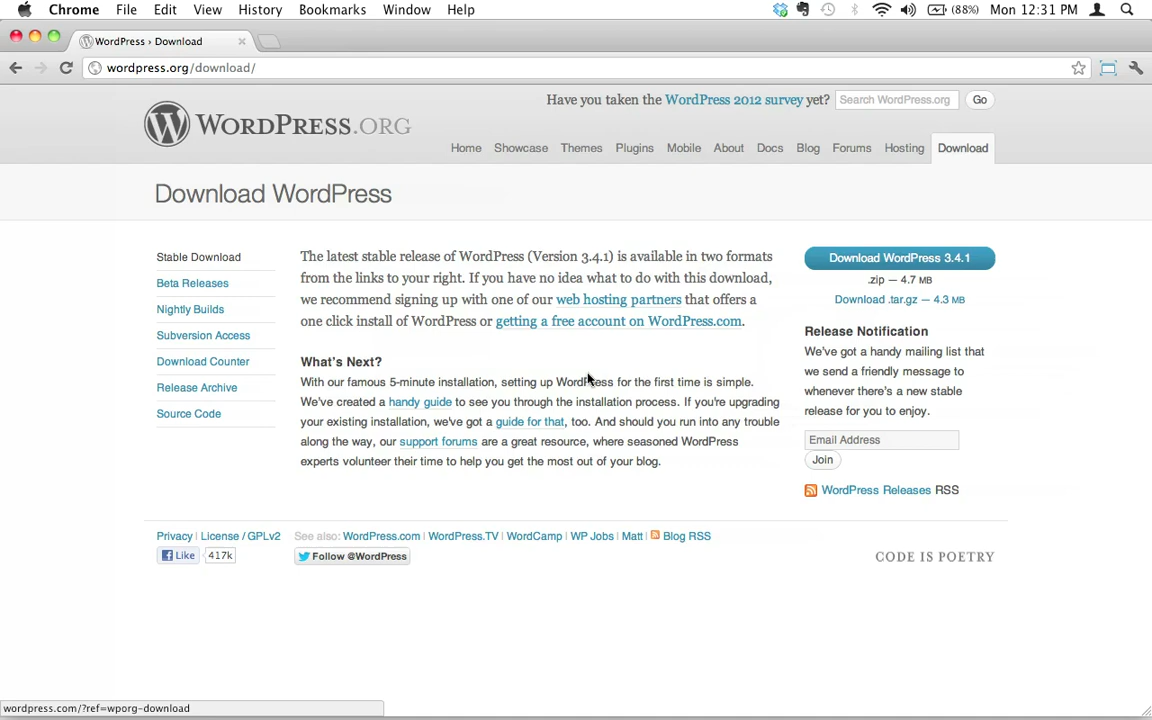 Chrome File Edit View History Bookmarks Window Help (88%) Mon 12:31 PM
WordPress › Download
wordpress.org/download/
Have you taken the WordPress 2012 survey yet? Search WordPress.org Go
WORDPRESS.ORG
Home Showcase Themes Plugins Mobile About Docs Blog Forums Hosting Download
Download WordPress
Stable Download
Beta Releases
Nightly Builds
Subversion Access
Download Counter
Release Archive
Source Code
The latest stable release of WordPress (Version 3.4.1) is available in two formats
from the links to your right. If you have no idea what to do with this download,
we recommend signing up with one of our web hosting partners that offers a
one click install of WordPress or getting a free account on WordPress.com.
What's Next?
With our famous 5-minute installation, setting up WordPress for the first time is simple.
We've created a handy guide to see you through the installation process. If you're upgrading
your existing installation, we've got a guide for that, too. And should you run into any trouble
along the way, our support forums are a great resource, where seasoned WordPress
experts volunteer their time to help you get the most out of your blog.
Download WordPress 3.4.1
.zip — 4.7 MB
Download .tar.gz — 4.3 MB
Release Notification
We've got a handy mailing list that
we send a friendly message to
whenever there's a new stable
release for you to enjoy.
Email Address
Join
WordPress Releases RSS
Privacy | License / GPLv2 See also: WordPress.com | WordPress.TV | WordCamp | WP Jobs | Matt | Blog RSS
Like 417k Follow @WordPress CODE IS POETRY
wordpress.com/?ref=wporg-download